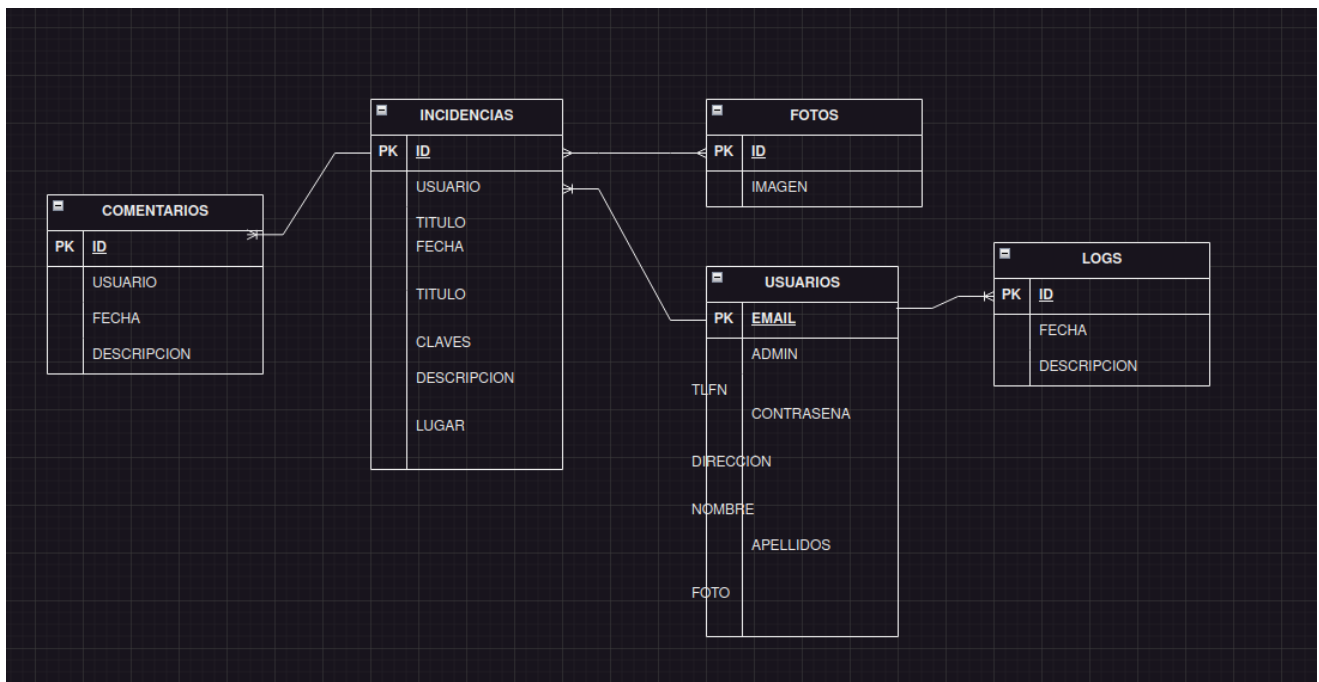 INCIDENCIAS
PK ID
USUARIO
TITULO
FECHA
TITULO
CLAVES
DESCRIPCION
LUGAR
FOTOS
PK ID
IMAGEN
COMENTARIOS
PK ID
USUARIO
FECHA
DESCRIPCION
USUARIOS
PK EMAIL
ADMIN
TLFN
CONTRASENA
DIRECCION
NOMBRE
APELLIDOS
FOTO
LOGS
PK ID
FECHA
DESCRIPCION